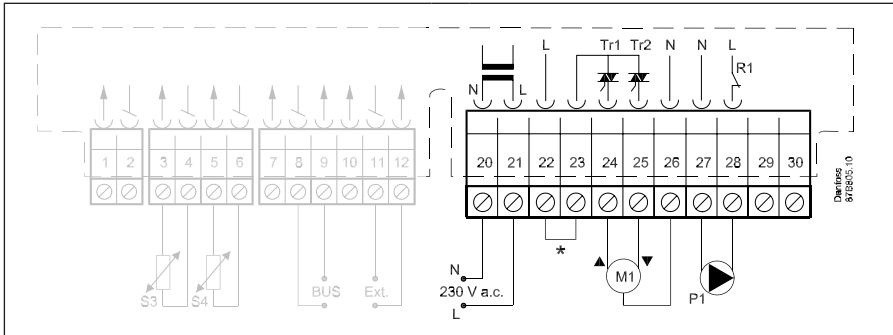 L Tr1 Tr2 N N L
R1
N L
1 2 3 4 5 6 7 8 9 10 11 12 20 21 22 23 24 25 26 27 28 29 30
Danfoss
87B805.10
*
N
S3 S4 BUS Ext. 230 V a.c. M1 P1
L